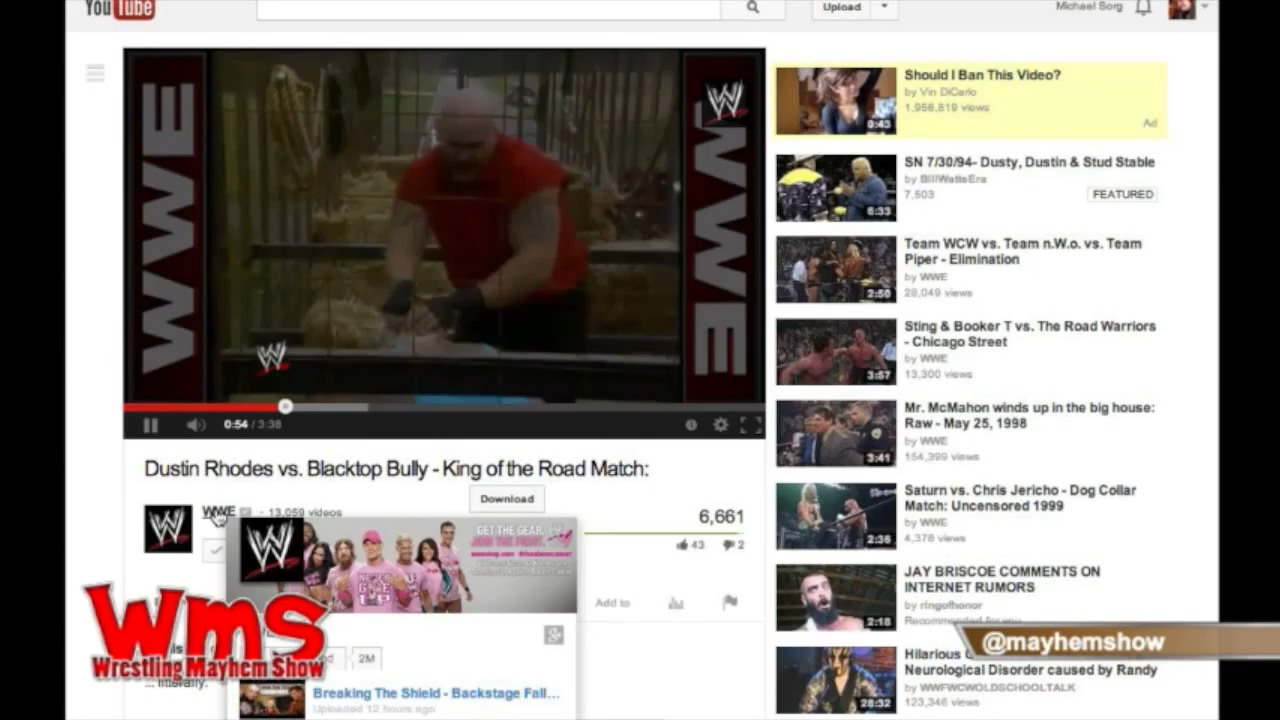 YouTube
Upload
Michael Sorg
WWE
W
WWE
W
0:54 / 3:38
Dustin Rhodes vs. Blacktop Bully - King of the Road Match:
Download
W
WWE
· 13,059 videos
6,661
43
2
W
GET THE GEAR.
NEVER
GIVE
UP
Add to
2M
... literally.
Breaking The Shield - Backstage Fall...
Uploaded 12 hours ago
Should I Ban This Video?
by Vin DiCarlo
1,956,819 views
Ad
0:43
SN 7/30/94- Dusty, Dustin & Stud Stable
by BillWattsEra
7,503
FEATURED
6:33
Team WCW vs. Team n.W.o. vs. Team
Piper - Elimination
by WWE
28,049 views
2:50
Sting & Booker T vs. The Road Warriors
- Chicago Street
by WWE
13,300 views
3:57
Mr. McMahon winds up in the big house:
Raw - May 25, 1998
by WWE
154,399 views
3:41
Saturn vs. Chris Jericho - Dog Collar
Match: Uncensored 1999
by WWE
4,378 views
2:36
JAY BRISCOE COMMENTS ON
INTERNET RUMORS
by ringofhonor
Recommended for you
2:18
Hilarious
Neurological Disorder caused by Randy
by WWFWCWOLDSCHOOLTALK
123,346 views
28:32
wms
Wrestling Mayhem Show
@mayhemshow